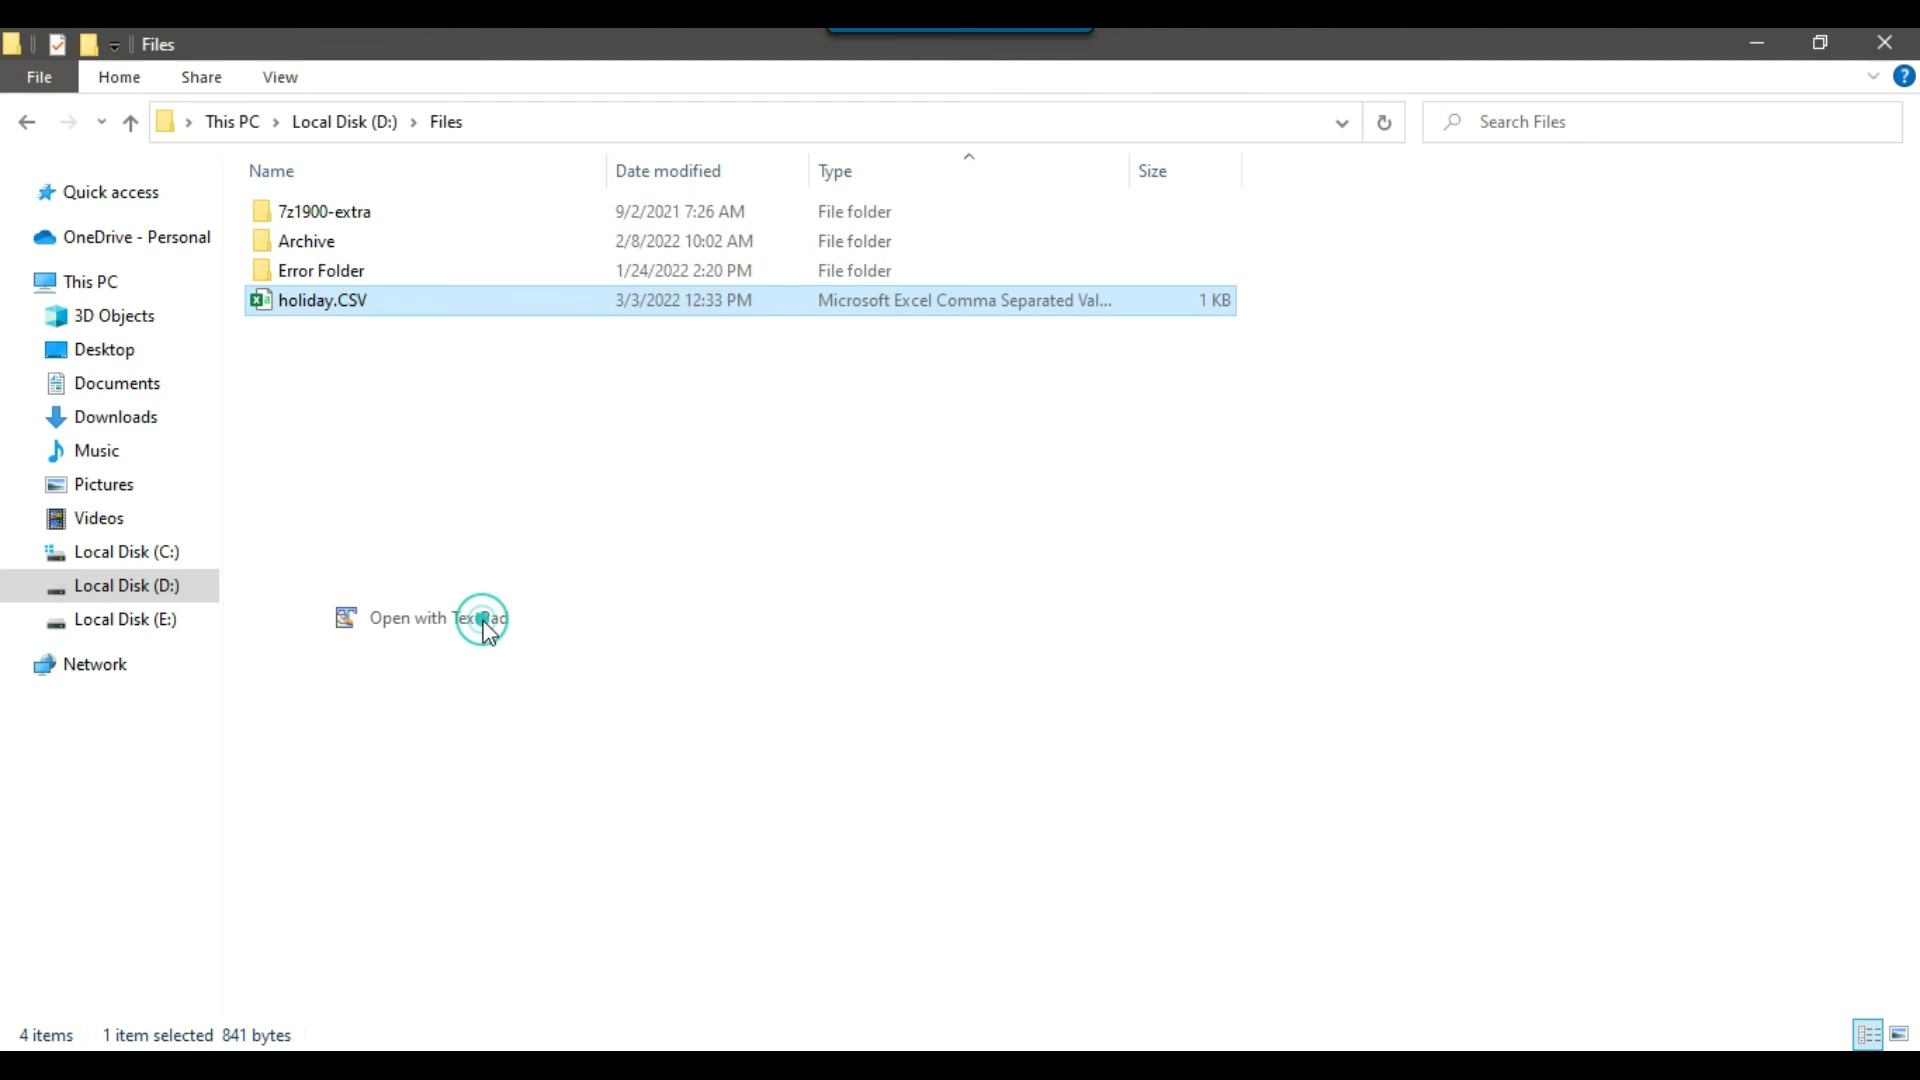 Files
File Home Share View
This PC Local Disk (D:) Files Search Files
Name Date modified Type Size
7z1900-extra 9/2/2021 7:26 AM File folder
Archive 2/8/2022 10:02 AM File folder
Error Folder 1/24/2022 2:20 PM File folder
holiday.CSV 3/3/2022 12:33 PM Microsoft Excel Comma Separated Val... 1 KB
Quick access
OneDrive - Personal
This PC
3D Objects
Desktop
Documents
Downloads
Music
Pictures
Videos
Local Disk (C:)
Local Disk (D:)
Local Disk (E:)
Network
Open with TextPad
4 items 1 item selected 841 bytes